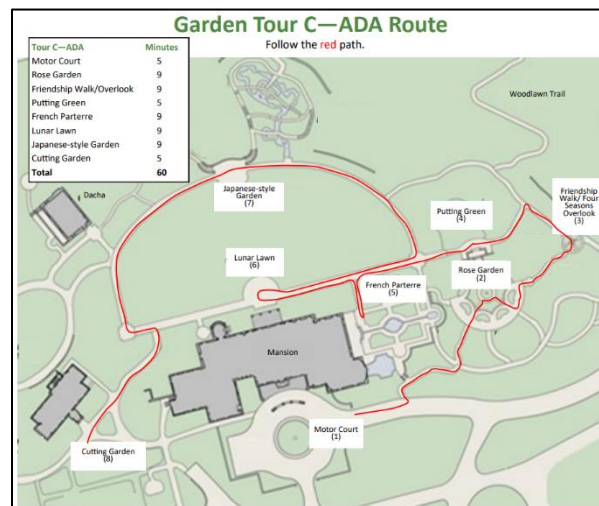 Garden Tour C—ADA Route
Follow the red path.
Tour C—ADA Minutes
Motor Court 5
Rose Garden 9
Friendship Walk/Overlook 9
Putting Green 5
French Parterre 9
Lunar Lawn 9
Japanese-style Garden 9
Cutting Garden 5
Total 60
Woodlawn Trail
Dacha
Japanese-style
Garden
(7)
Friendship
Walk/ Four
Seasons
Overlook
(3)
Putting Green
(4)
Lunar Lawn
(6)
Rose Garden
(2)
French Parterre
(5)
Mansion
Motor Court
(1)
Cutting Garden
(8)